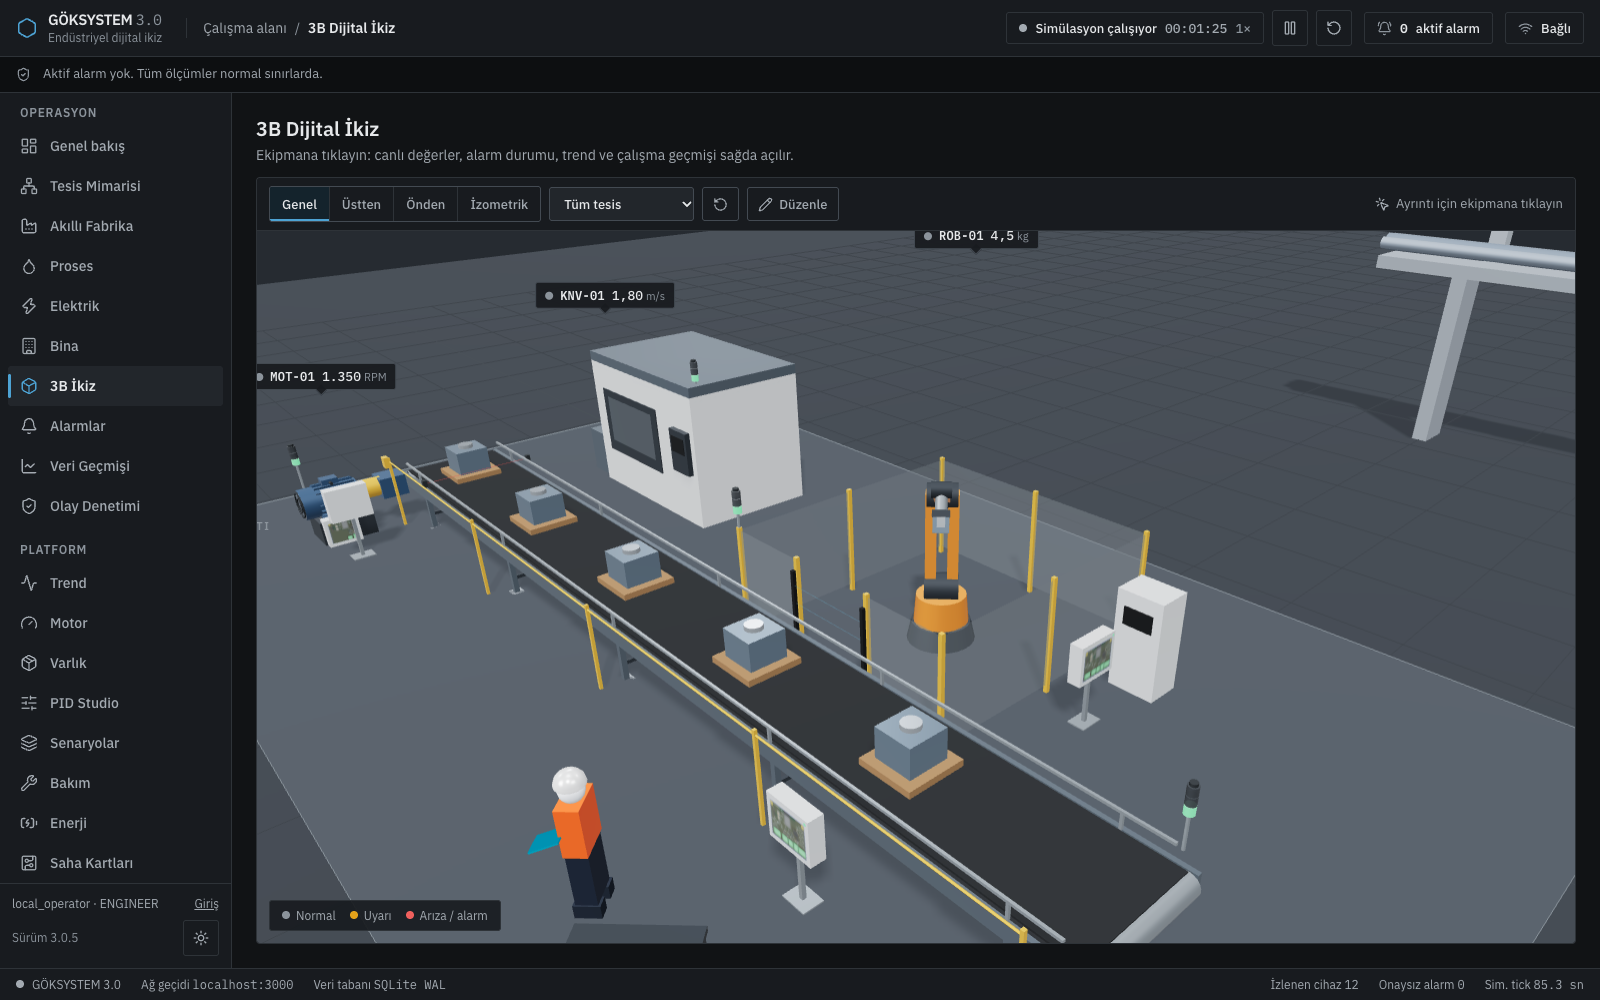 GÖKSYSTEM 3.0
Endüstriyel dijital ikiz
Çalışma alanı / 3B Dijital İkiz
Simülasyon çalışıyor 00:01:25 1×
0 aktif alarm
Bağlı
Aktif alarm yok. Tüm ölçümler normal sınırlarda.
OPERASYON
Genel bakış
Tesis Mimarisi
Akıllı Fabrika
Proses
Elektrik
Bina
3B İkiz
Alarmlar
Veri Geçmişi
Olay Denetimi
PLATFORM
Trend
Motor
Varlık
PID Studio
Senaryolar
Bakım
Enerji
Saha Kartları
local_operator · ENGINEER
Giriş
Sürüm 3.0.5
3B Dijital İkiz
Ekipmana tıklayın: canlı değerler, alarm durumu, trend ve çalışma geçmişi sağda açılır.
Genel
Üstten
Önden
İzometrik
Tüm tesis
Düzenle
Ayrıntı için ekipmana tıklayın
ROB-01 4,5 kg
KNV-01 1,80 m/s
MOT-01 1.350 RPM
TI
Normal
Uyarı
Arıza / alarm
GÖKSYSTEM 3.0
Ağ geçidi localhost:3000
Veri tabanı SQLite WAL
İzlenen cihaz 12
Onaysız alarm 0
Sim. tick 85.3 sn